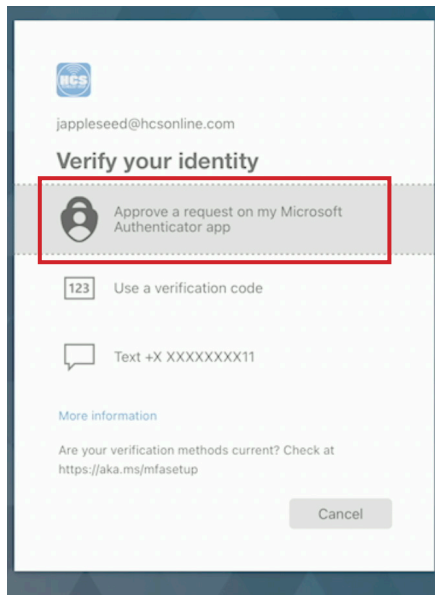 HCS
jappleseed@hcsonline.com
Verify your identity
Approve a request on my Microsoft
Authenticator app
123
Use a verification code
Text +X XXXXXXXX11
More information
Are your verification methods current? Check at
https://aka.ms/mfasetup
Cancel